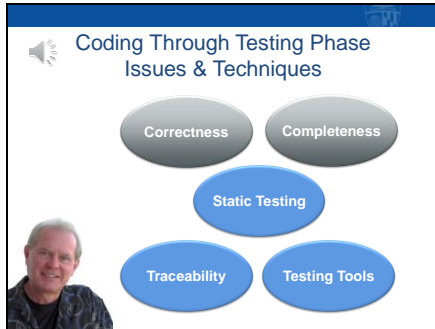 Coding Through Testing Phase
Issues & Techniques
Correctness
Completeness
Static Testing
Traceability
Testing Tools